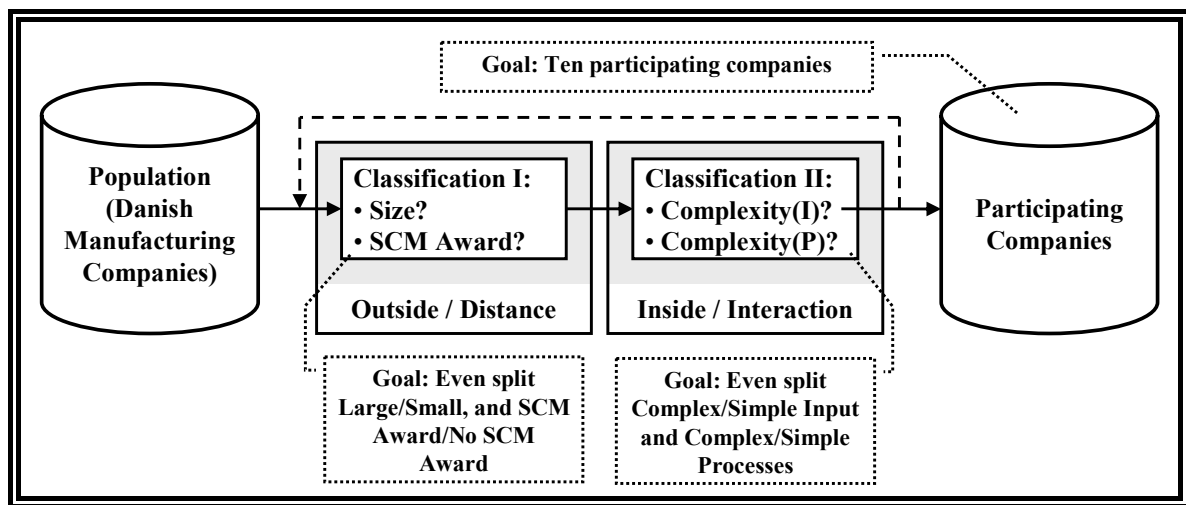 Goal: Ten participating companies
Population
(Danish
Manufacturing
Companies)
Classification I:
• Size?
• SCM Award?
Outside / Distance
Classification II:
• Complexity(I)?
• Complexity(P)?
Inside / Interaction
Participating
Companies
Goal: Even split
Large/Small, and SCM
Award/No SCM
Award
Goal: Even split
Complex/Simple Input
and Complex/Simple
Processes